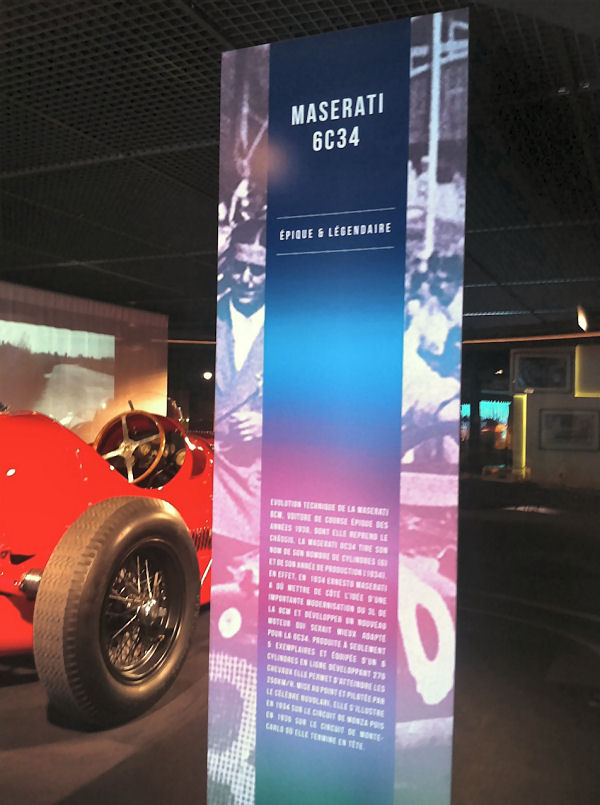 MASERATI
6C34
ÉPIQUE & LÉGENDAIRE
EVOLUTION TECHNIQUE DE LA MASERATI
8CM, VOITURE DE COURSE ÉPIQUE DES
ANNÉES 1930, DONT ELLE REPREND LE
CHÂSSIS, LA MASERATI 6C34 TIRE SON
NOM DE SON NOMBRE DE CYLINDRES (6)
ET DE SON ANNÉE DE PRODUCTION (1934).
EN EFFET, EN 1934 ERNESTO MASERATI
A DÛ METTRE DE CÔTÉ L'IDÉE D'UNE
IMPORTANTE MODERNISATION DU 3L DE
LA 8CM ET DÉVELOPPER UN NOUVEAU
MOTEUR QUI SERAIT MIEUX ADAPTÉ
POUR LA 6C34. PRODUITE À SEULEMENT
5 EXEMPLAIRES ET ÉQUIPÉE D'UN 6
CYLINDRES EN LIGNE DÉVELOPPANT 276
CHEVAUX ELLE PERMET D'ATTEINDRE LES
250KM/H. MISE AU POINT ET PILOTÉE PAR
LE CÉLÈBRE NUVOLARI, ELLE S'ILLUSTRE
EN 1934 SUR LE CIRCUIT DE MONZA PUIS
EN 1936 SUR LE CIRCUIT DE MONTE-
CARLO OÙ ELLE TERMINE EN TÊTE.